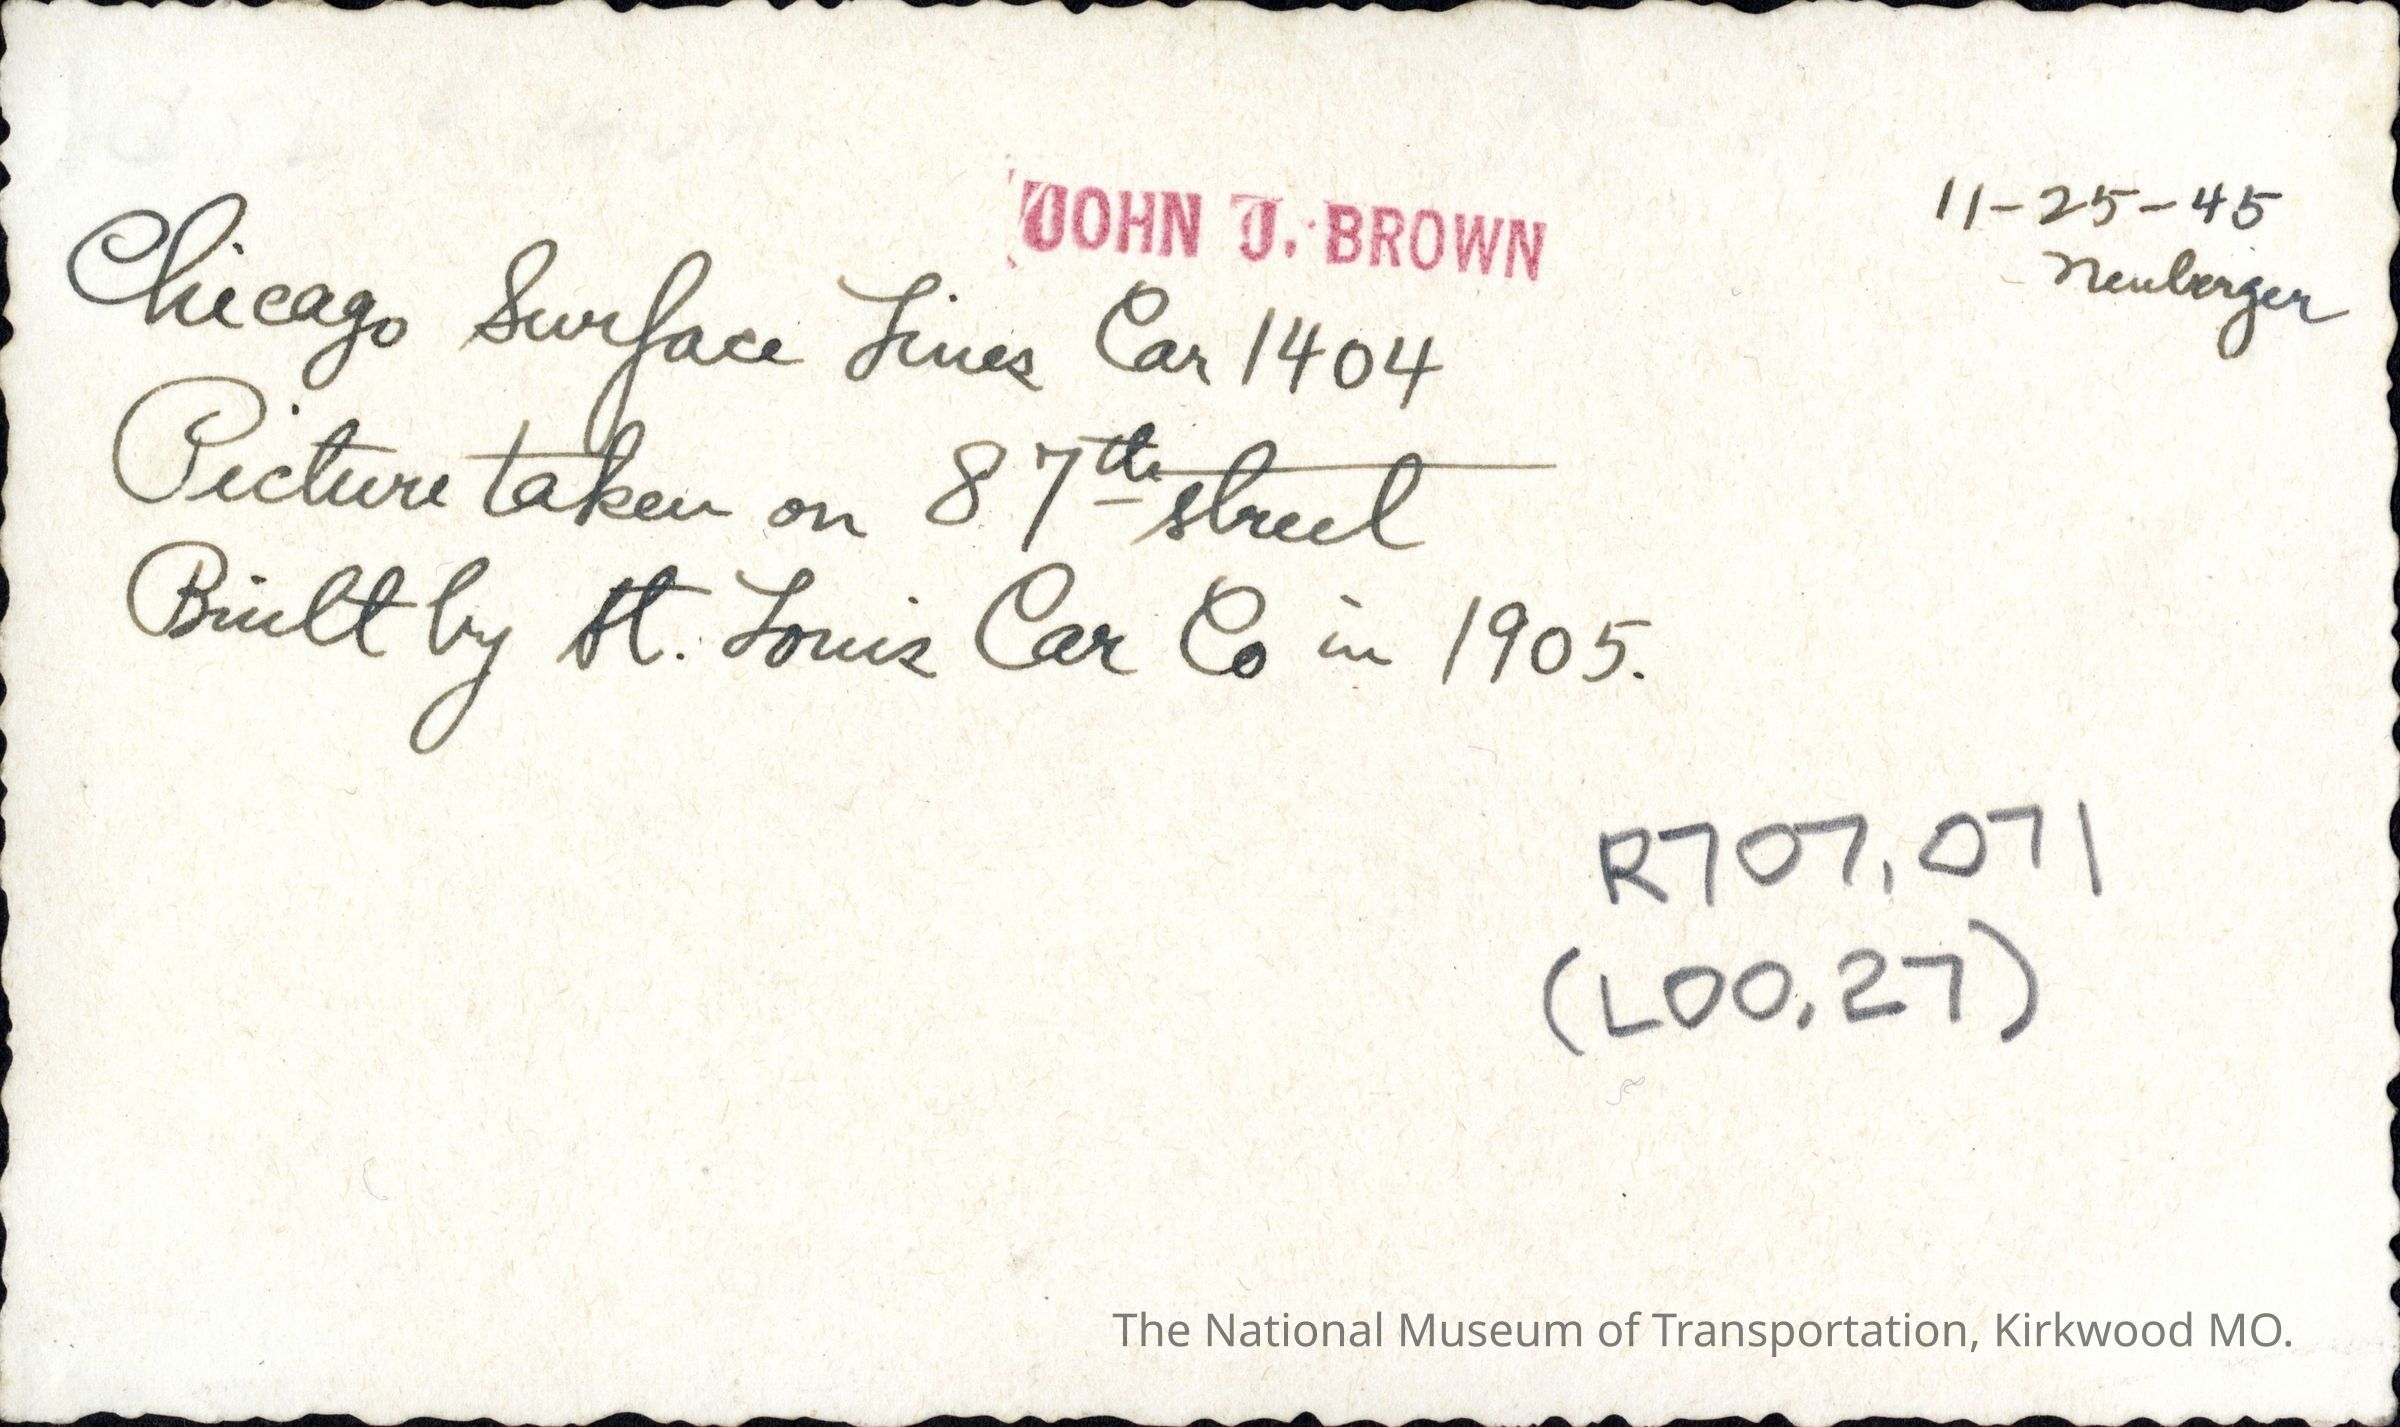 JOHN J. BROWN
11-25-45
Neuberger
Chicago Surface Lines Car 1404
Picture taken on 87th street
Built by St. Louis Car Co in 1905.
R707,071
(L00,27)
The National Museum of Transportation, Kirkwood MO.